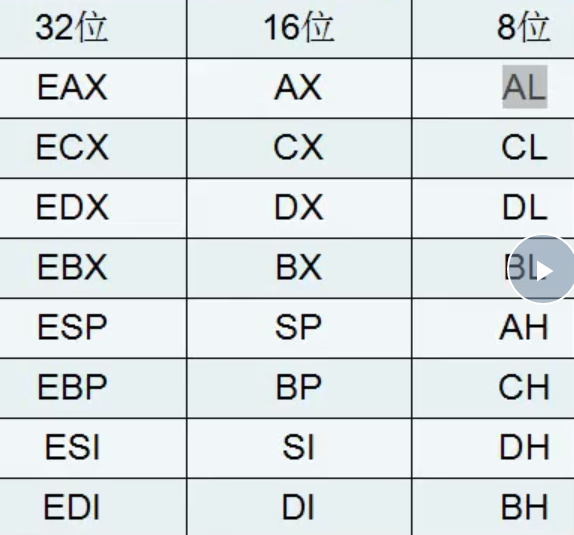 32位 16位 8位
EAX AX AL
ECX CX CL
EDX DX DL
EBX BX BL
ESP SP AH
EBP BP CH
ESI SI DH
EDI DI BH